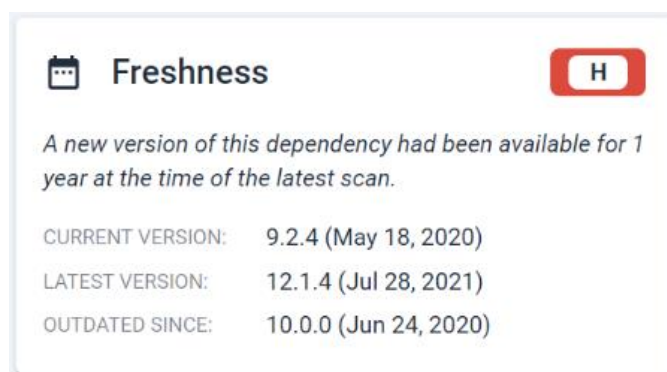 Freshness
H
A new version of this dependency had been available for 1
year at the time of the latest scan.
CURRENT VERSION: 9.2.4 (May 18, 2020)
LATEST VERSION: 12.1.4 (Jul 28, 2021)
OUTDATED SINCE: 10.0.0 (Jun 24, 2020)